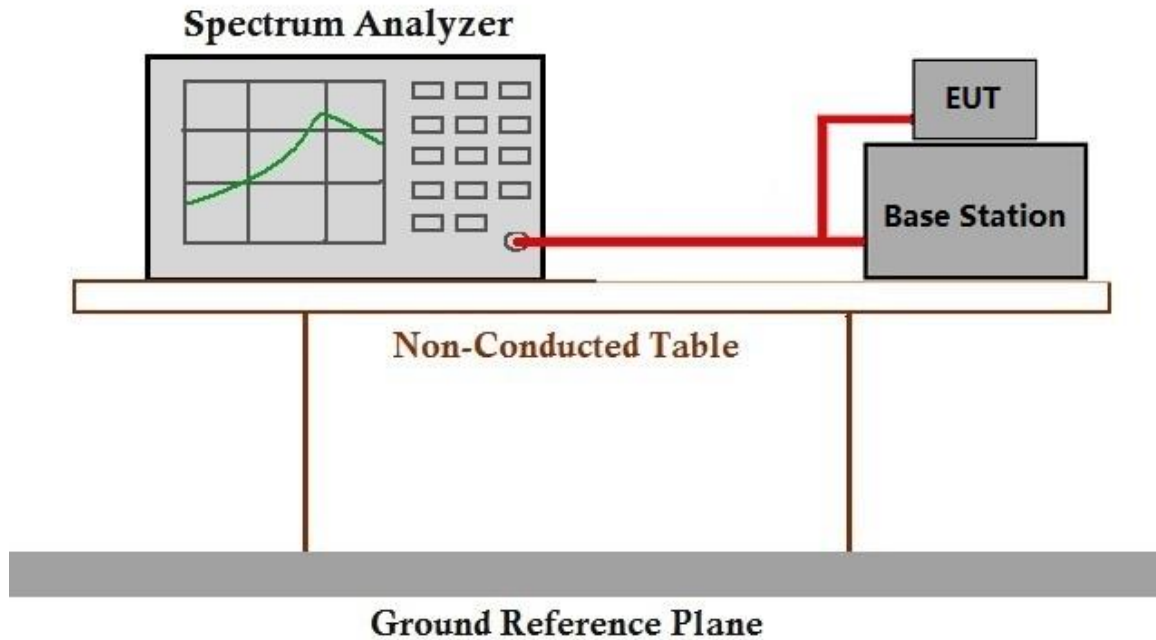 Spectrum Analyzer
EUT
Base Station
Non-Conducted Table
Ground Reference Plane